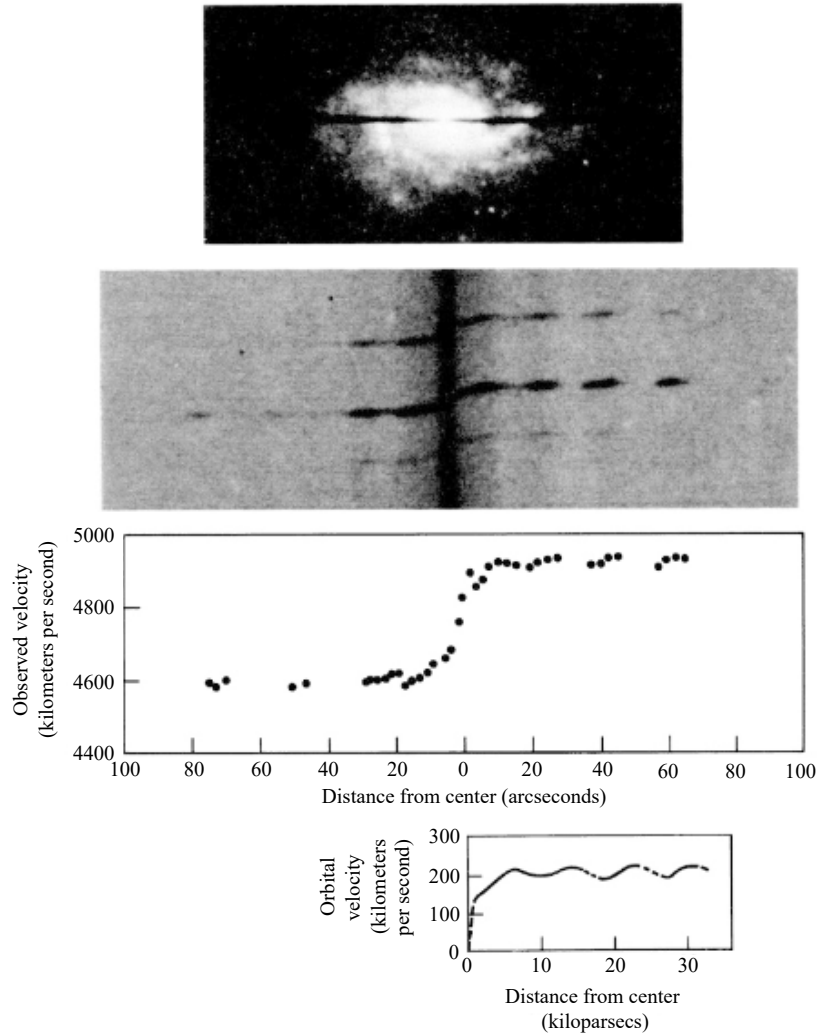 5000
4800
4600
4400
Observed velocity
(kilometers per second)
100 80 60 40 20 0 20 40 60 80 100
Distance from center (arcseconds)
300
200
100
0
Orbital
velocity
(kilometers
per second)
0 10 20 30
Distance from center
(kiloparsecs)